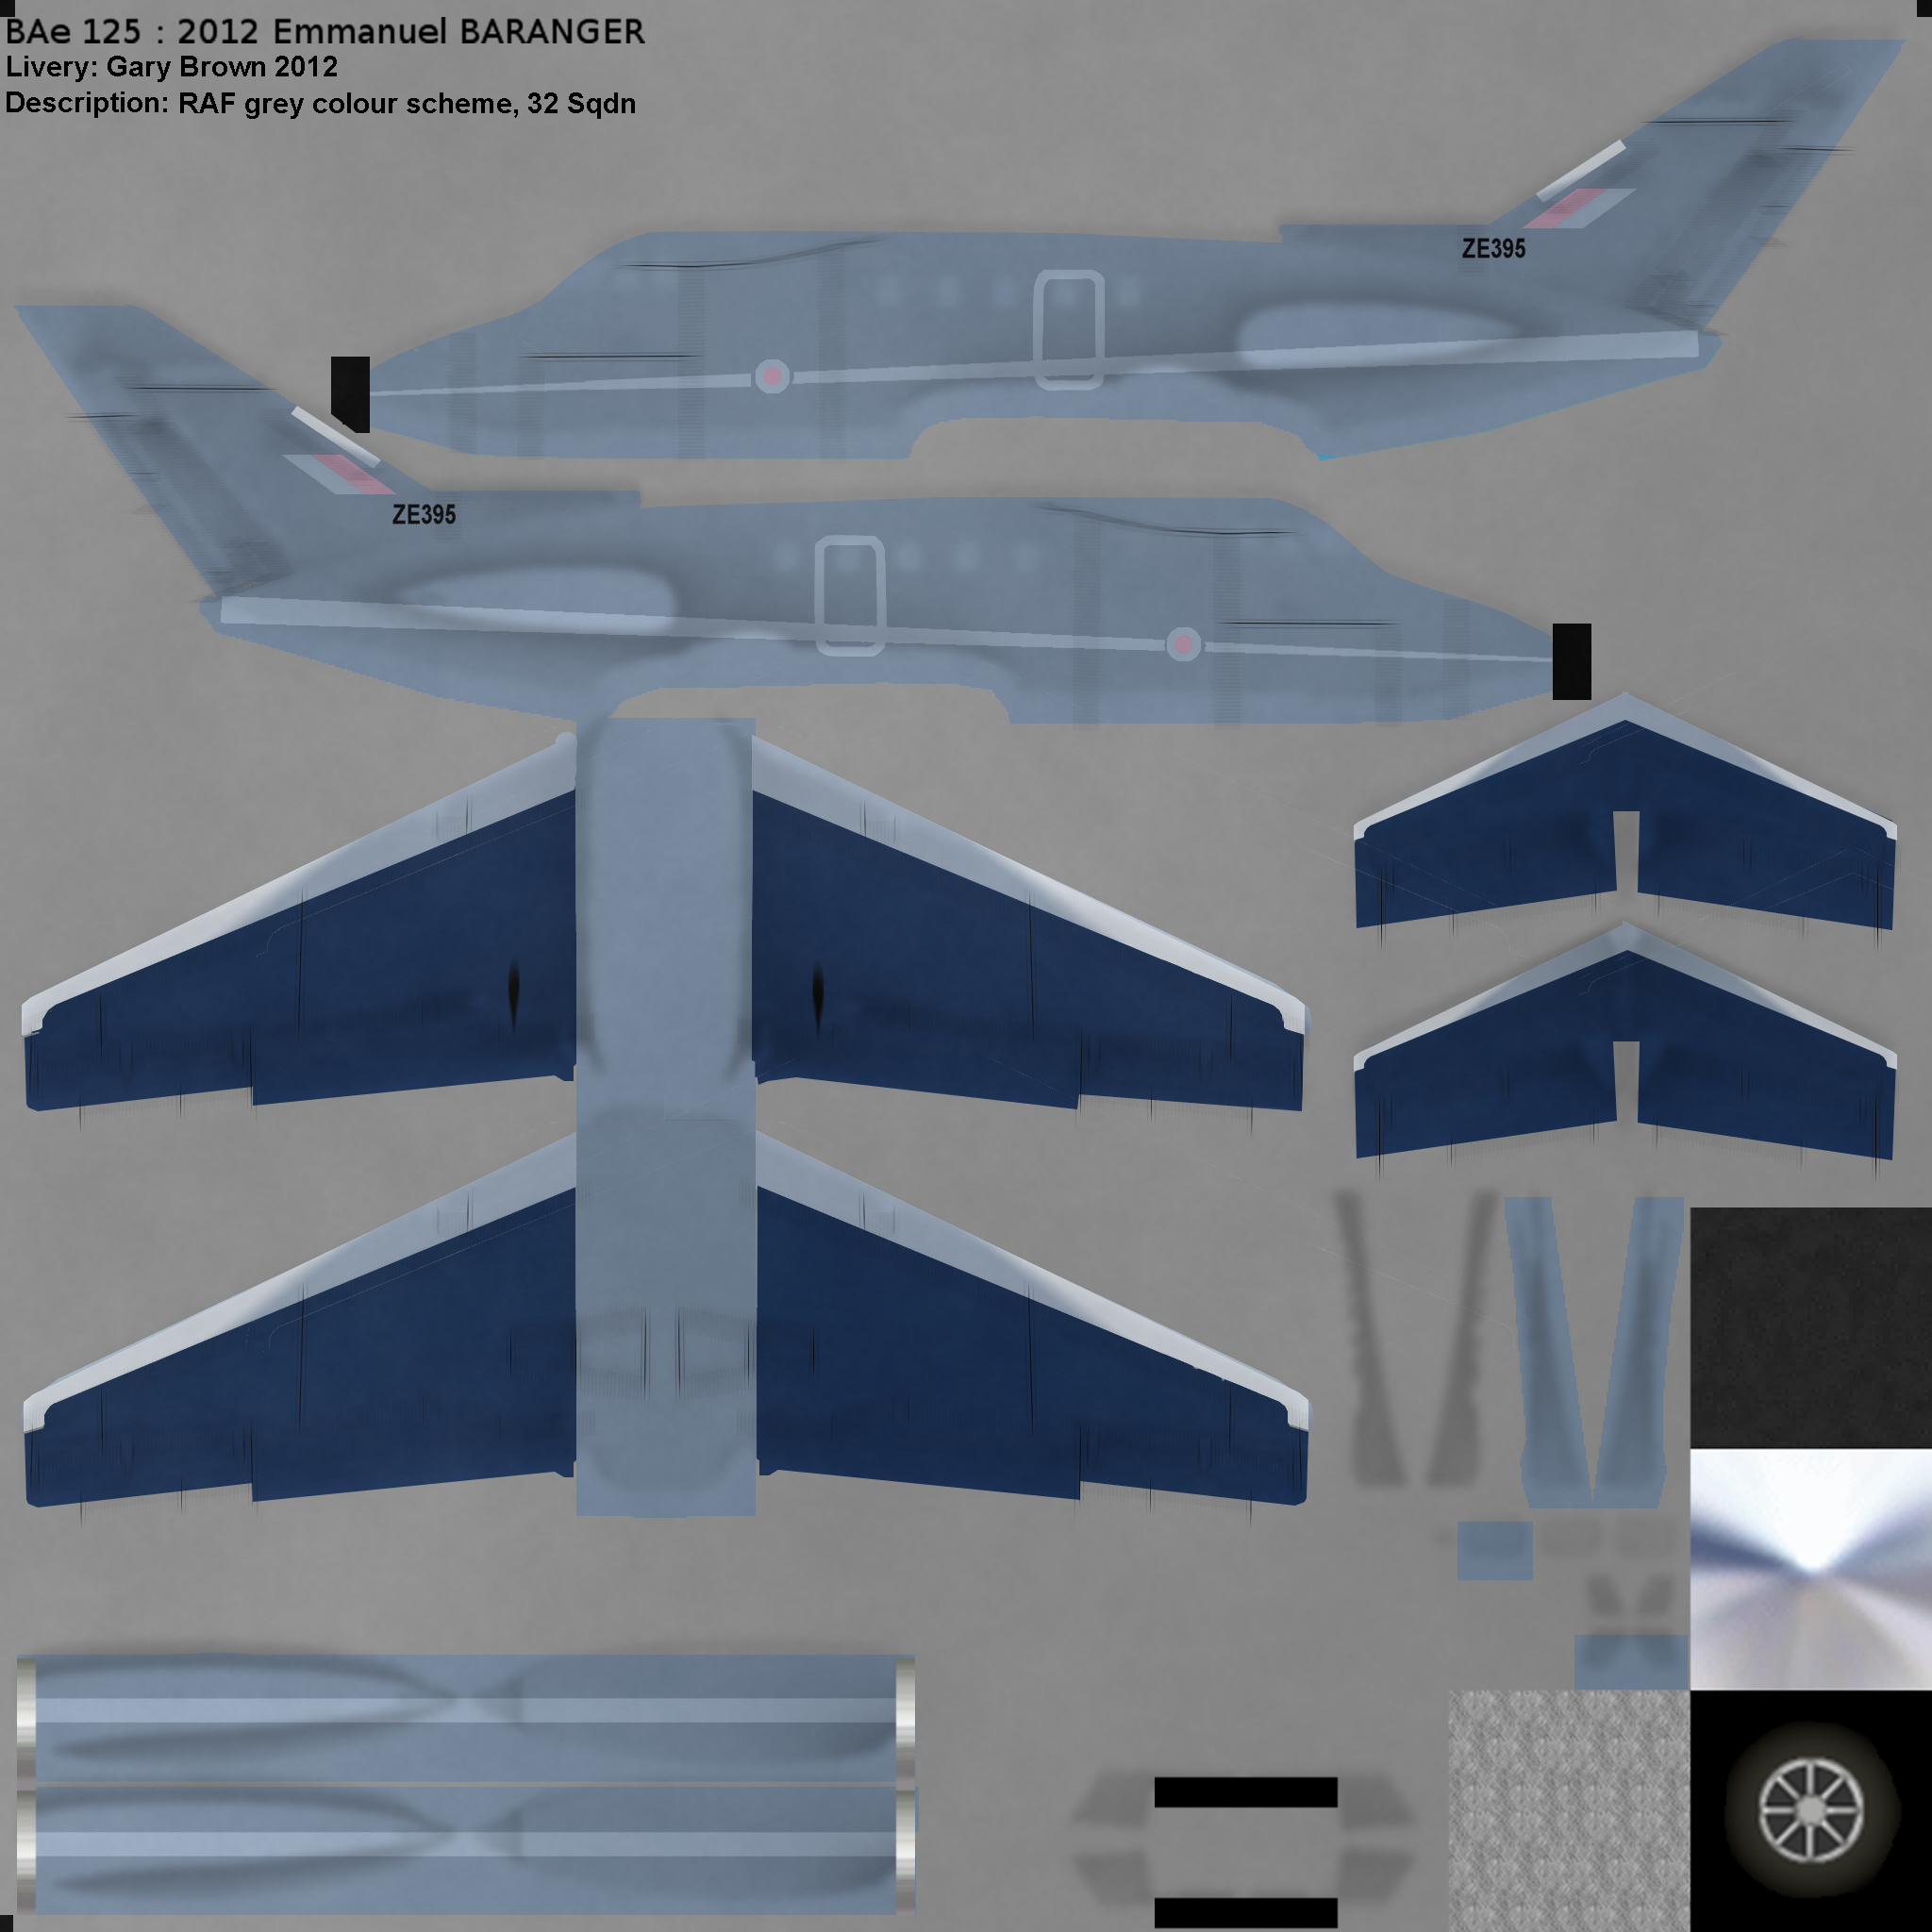 BAe 125 : 2012 Emmanuel BARANGER
Livery: Gary Brown 2012
Description: RAF grey colour scheme, 32 Sqdn
ZE395
ZE395